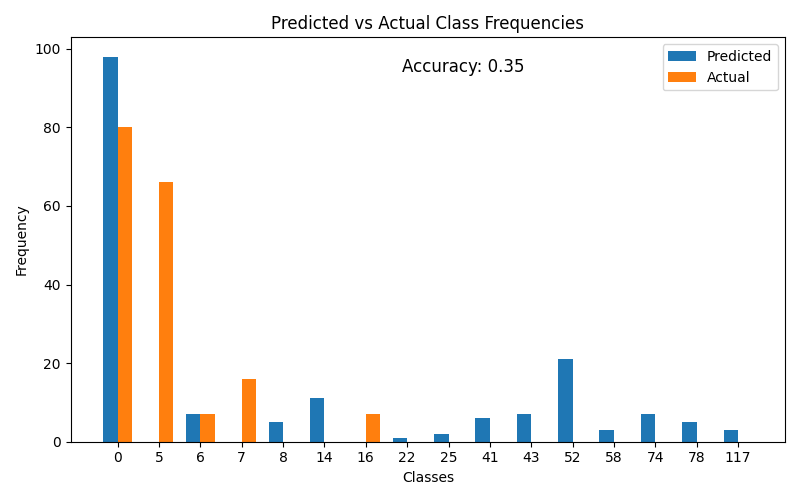 Predicted vs Actual Class Frequencies
Accuracy: 0.35
Predicted
Actual
Frequency
100
80
60
40
20
0
0 5 6 7 8 14 16 22 25 41 43 52 58 74 78 117
Classes